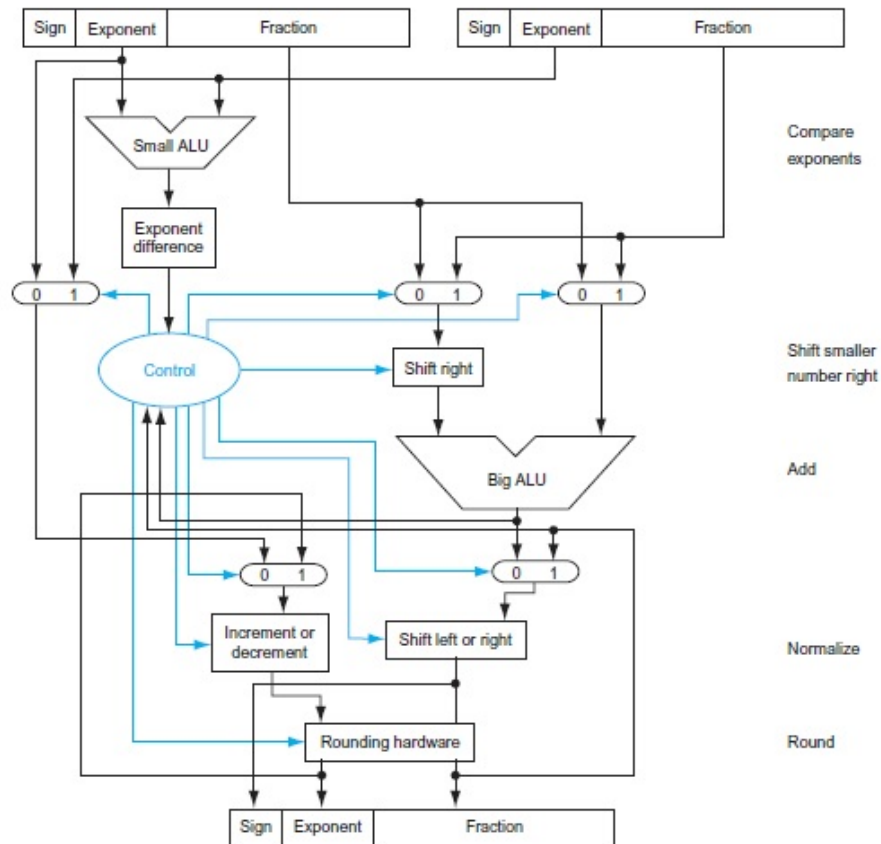 Sign Exponent Fraction Sign Exponent Fraction
Small ALU
Compare
exponents
Exponent
difference
0 1 0 1 0 1
Control
Shift right
Shift smaller
number right
Big ALU
Add
0 1 0 1
Increment or
decrement
Shift left or right
Normalize
Rounding hardware
Round
Sign Exponent Fraction